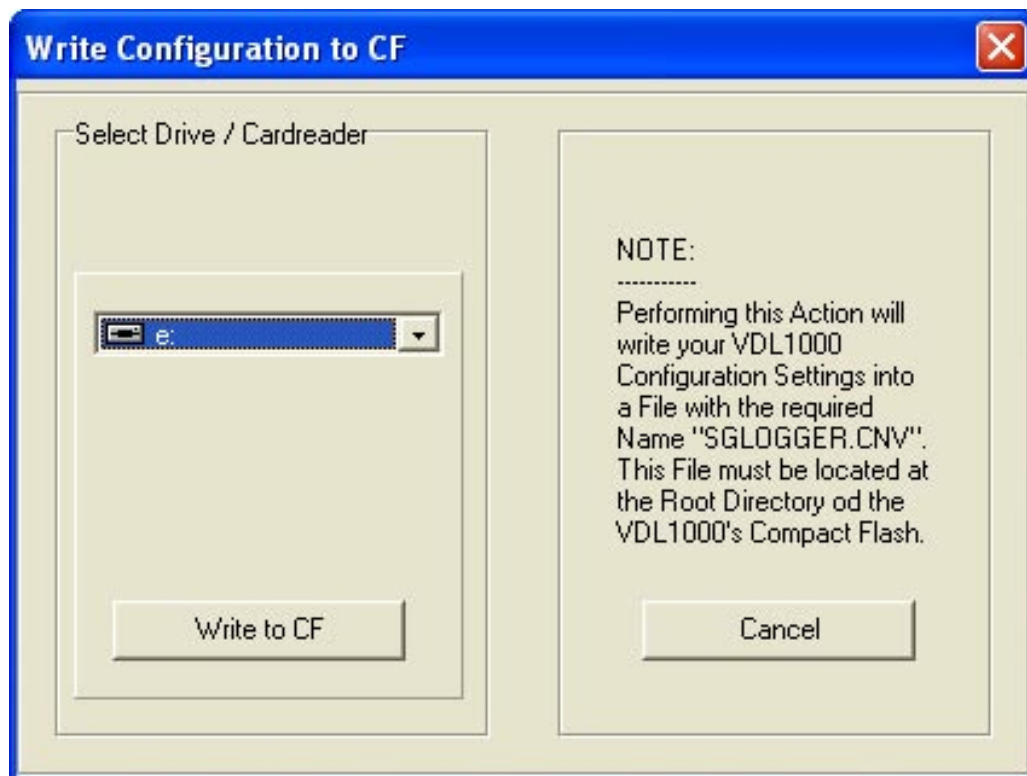 Write Configuration to CF
Select Drive / Cardreader
e:
Write to CF
NOTE:
-----------
Performing this Action will
write your VDL1000
Configuration Settings into
a File with the required
Name "SGLOGGER.CNV".
This File must be located at
the Root Directory od the
VDL1000's Compact Flash.
Cancel